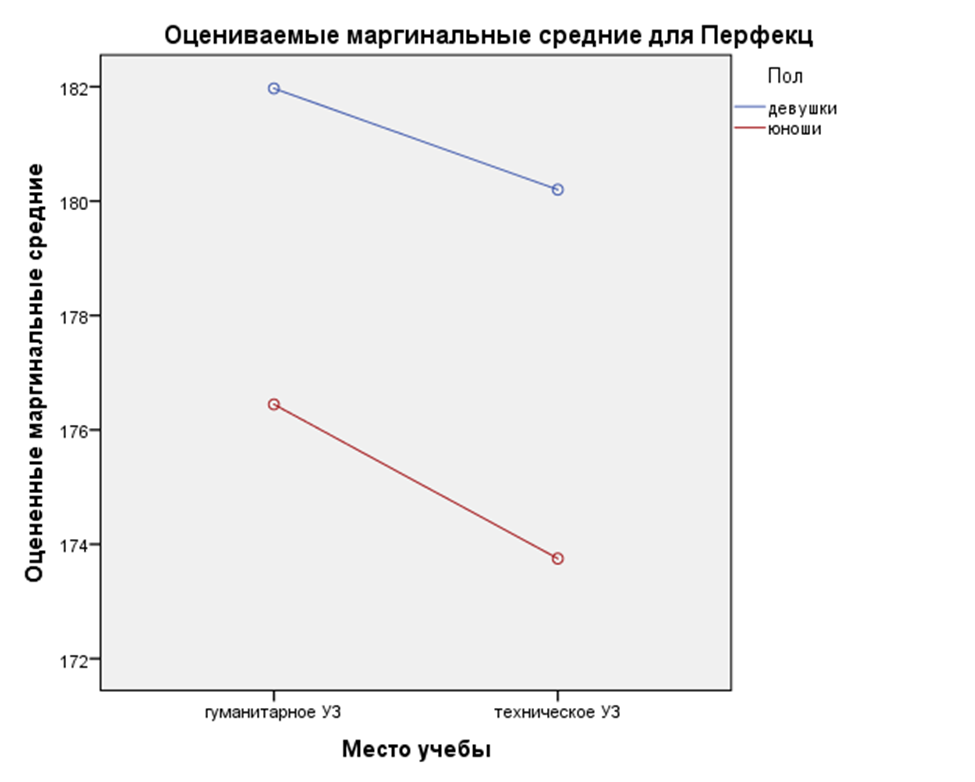 Оцениваемые маргинальные средние для Перфекц
Пол
девушки
юноши
Оцененные маргинальные средние
182
180
178
176
174
172
гуманитарное УЗ
техническое УЗ
Место учебы